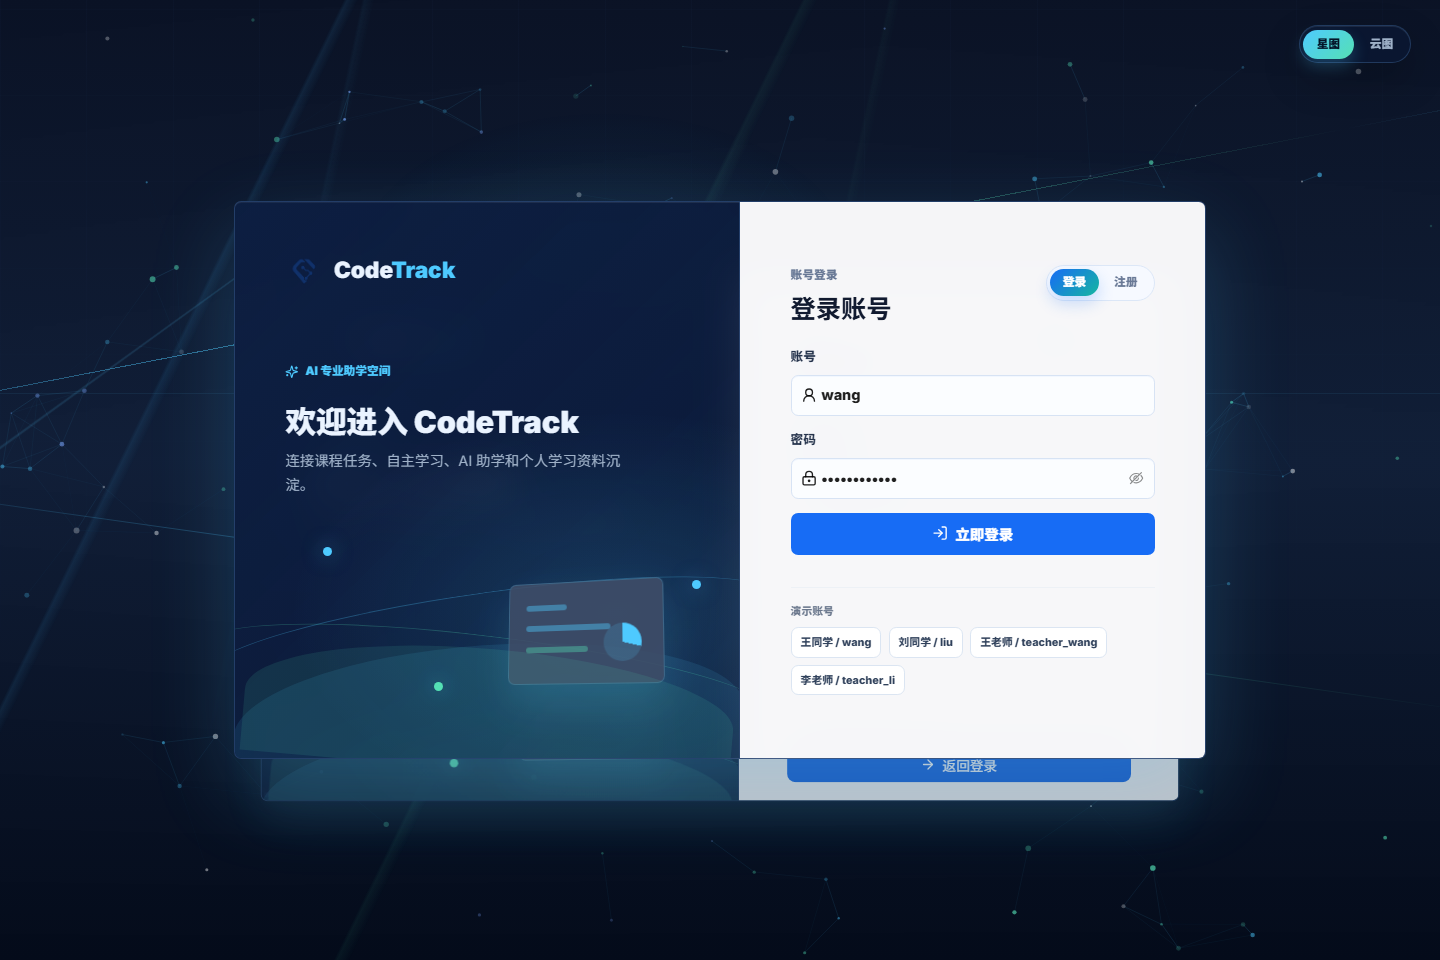 星图 云图
CodeTrack
AI 专业助学空间
欢迎进入 CodeTrack
连接课程任务、自主学习、AI 助学和个人学习资料沉
淀。
账号登录
登录账号
登录 注册
账号
wang
密码
••••••••••••
立即登录
演示账号
王同学 / wang 刘同学 / liu 王老师 / teacher_wang
李老师 / teacher_li
返回登录